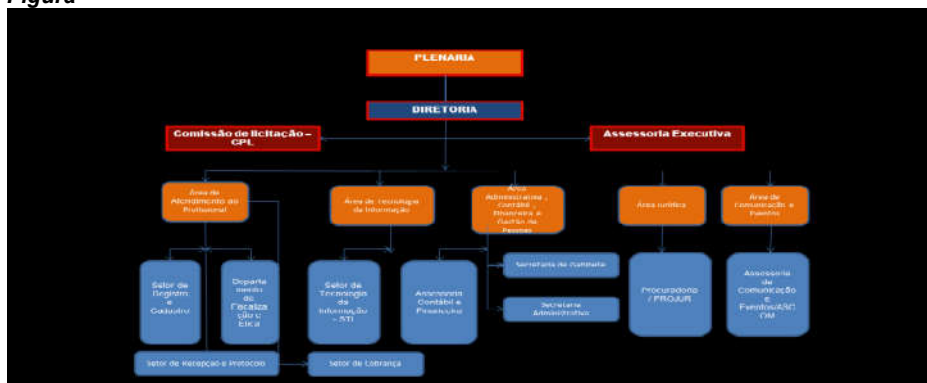 Figura
PLENARIA
DIRETORIA
Comissão de licitação –
CPL
Assessoria Executiva
Área de
Atendimento ao
Profissional
Área de Tecnologia
da Informação
Área
Administrativa ,
Contábil ,
Financeira e
Gestão de
Pessoas
Área Jurídica
Área de
Comunicação e
Eventos
Setor de
Registro
e
Cadastro
Departa
mento
de
Fiscaliza
ção e
Ética
Setor de
Tecnologia
da
Informação
- STI
Assessoria
Contábil e
Financeira
Secretaria de Gabinete
Secretaria
Administrativa
Procuradoria
/ PROJUR
Assessoria
de
Comunicação
e
Eventos/ASC
OM
Setor de Recepção e Protocolo
Setor de Cobrança